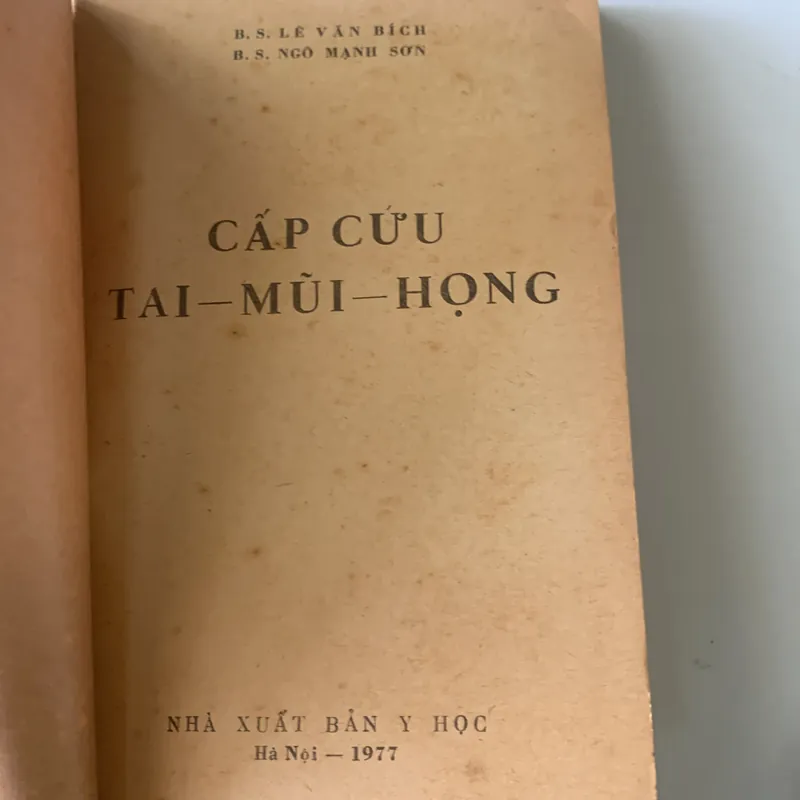 B. S. LÊ VĂN BÍCH
B. S. NGÔ MẠNH SƠN
CẤP CỨU
TAI — MŨI — HỌNG
NHÀ XUẤT BẢN Y HỌC
Hà Nội — 1977